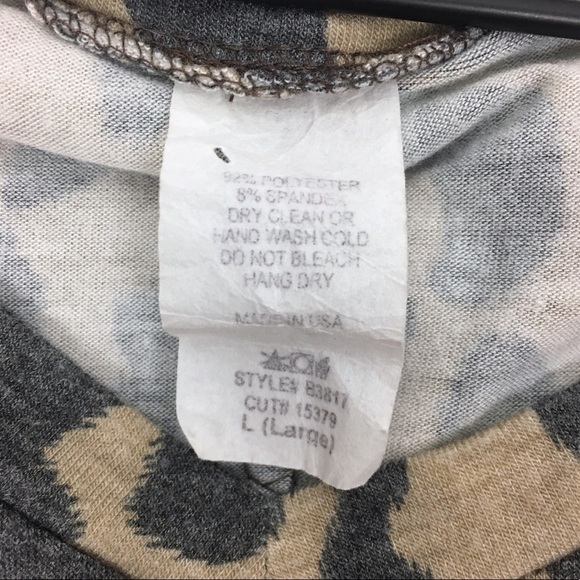 92% POLYESTER
8% SPANDEX
DRY CLEAN OR
HAND WASH COLD
DO NOT BLEACH
HANG DRY
MADE IN USA
STYLE# B3817
CUT# 15379
L (Large)